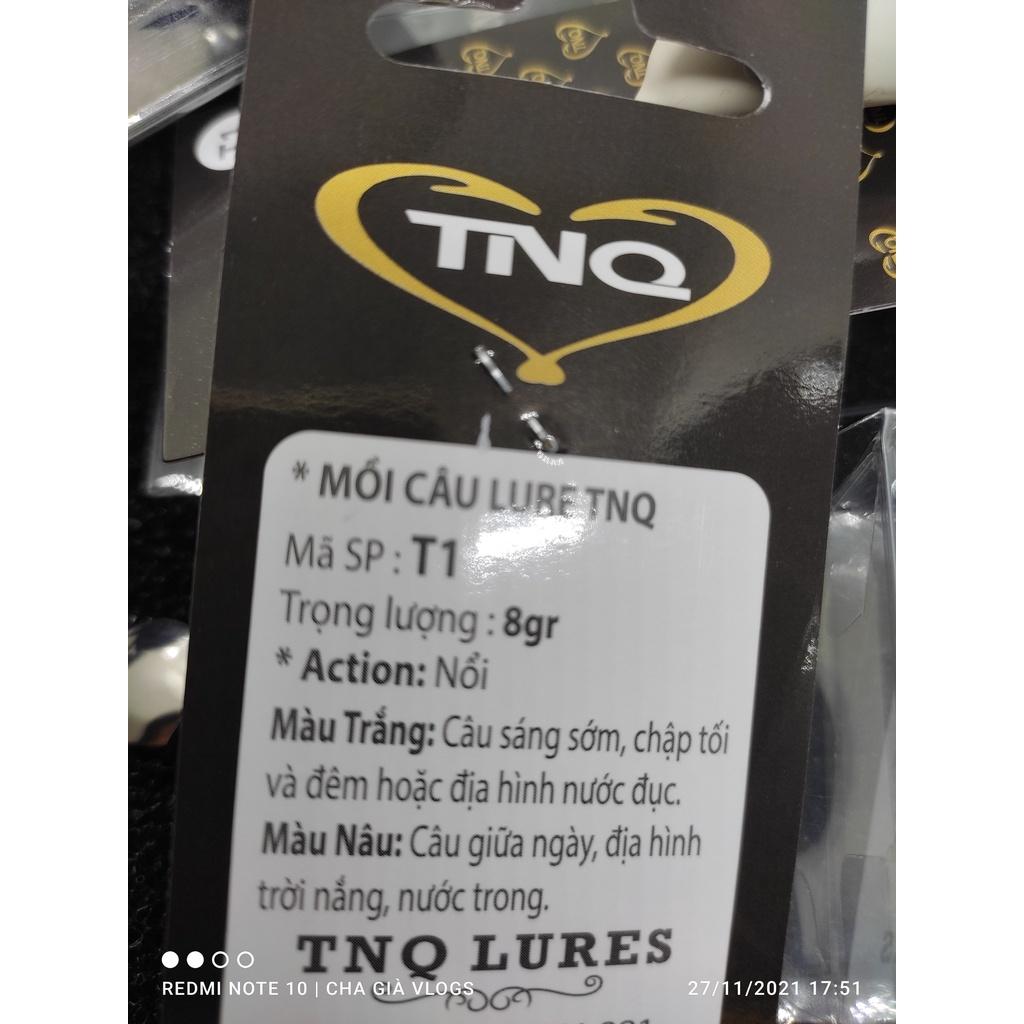 T1
TNQ
* MỒI CÂU LURE TNQ
Mã SP : T1
Trọng lượng : 8gr
* Action: Nổi
Màu Trắng: Câu sáng sớm, chập tối
và đêm hoặc địa hình nước đục.
Màu Nâu: Câu giữa ngày, địa hình
trời nắng, nước trong.
TNQ LURES
REDMI NOTE 10 | CHA GIÀ VLOGS
27/11/2021 17:51